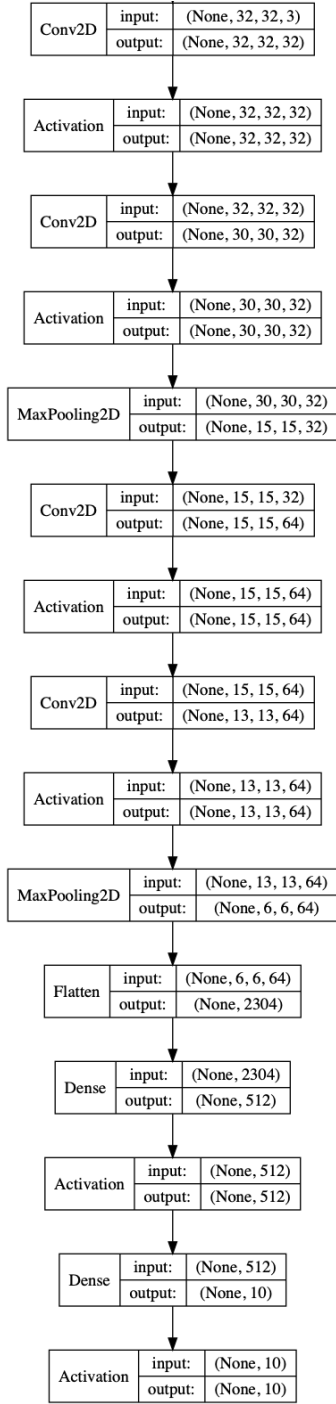 Conv2D input: (None, 32, 32, 3)
output: (None, 32, 32, 32)
Activation input: (None, 32, 32, 32)
output: (None, 32, 32, 32)
Conv2D input: (None, 32, 32, 32)
output: (None, 30, 30, 32)
Activation input: (None, 30, 30, 32)
output: (None, 30, 30, 32)
MaxPooling2D input: (None, 30, 30, 32)
output: (None, 15, 15, 32)
Conv2D input: (None, 15, 15, 32)
output: (None, 15, 15, 64)
Activation input: (None, 15, 15, 64)
output: (None, 15, 15, 64)
Conv2D input: (None, 15, 15, 64)
output: (None, 13, 13, 64)
Activation input: (None, 13, 13, 64)
output: (None, 13, 13, 64)
MaxPooling2D input: (None, 13, 13, 64)
output: (None, 6, 6, 64)
Flatten input: (None, 6, 6, 64)
output: (None, 2304)
Dense input: (None, 2304)
output: (None, 512)
Activation input: (None, 512)
output: (None, 512)
Dense input: (None, 512)
output: (None, 10)
Activation input: (None, 10)
output: (None, 10)